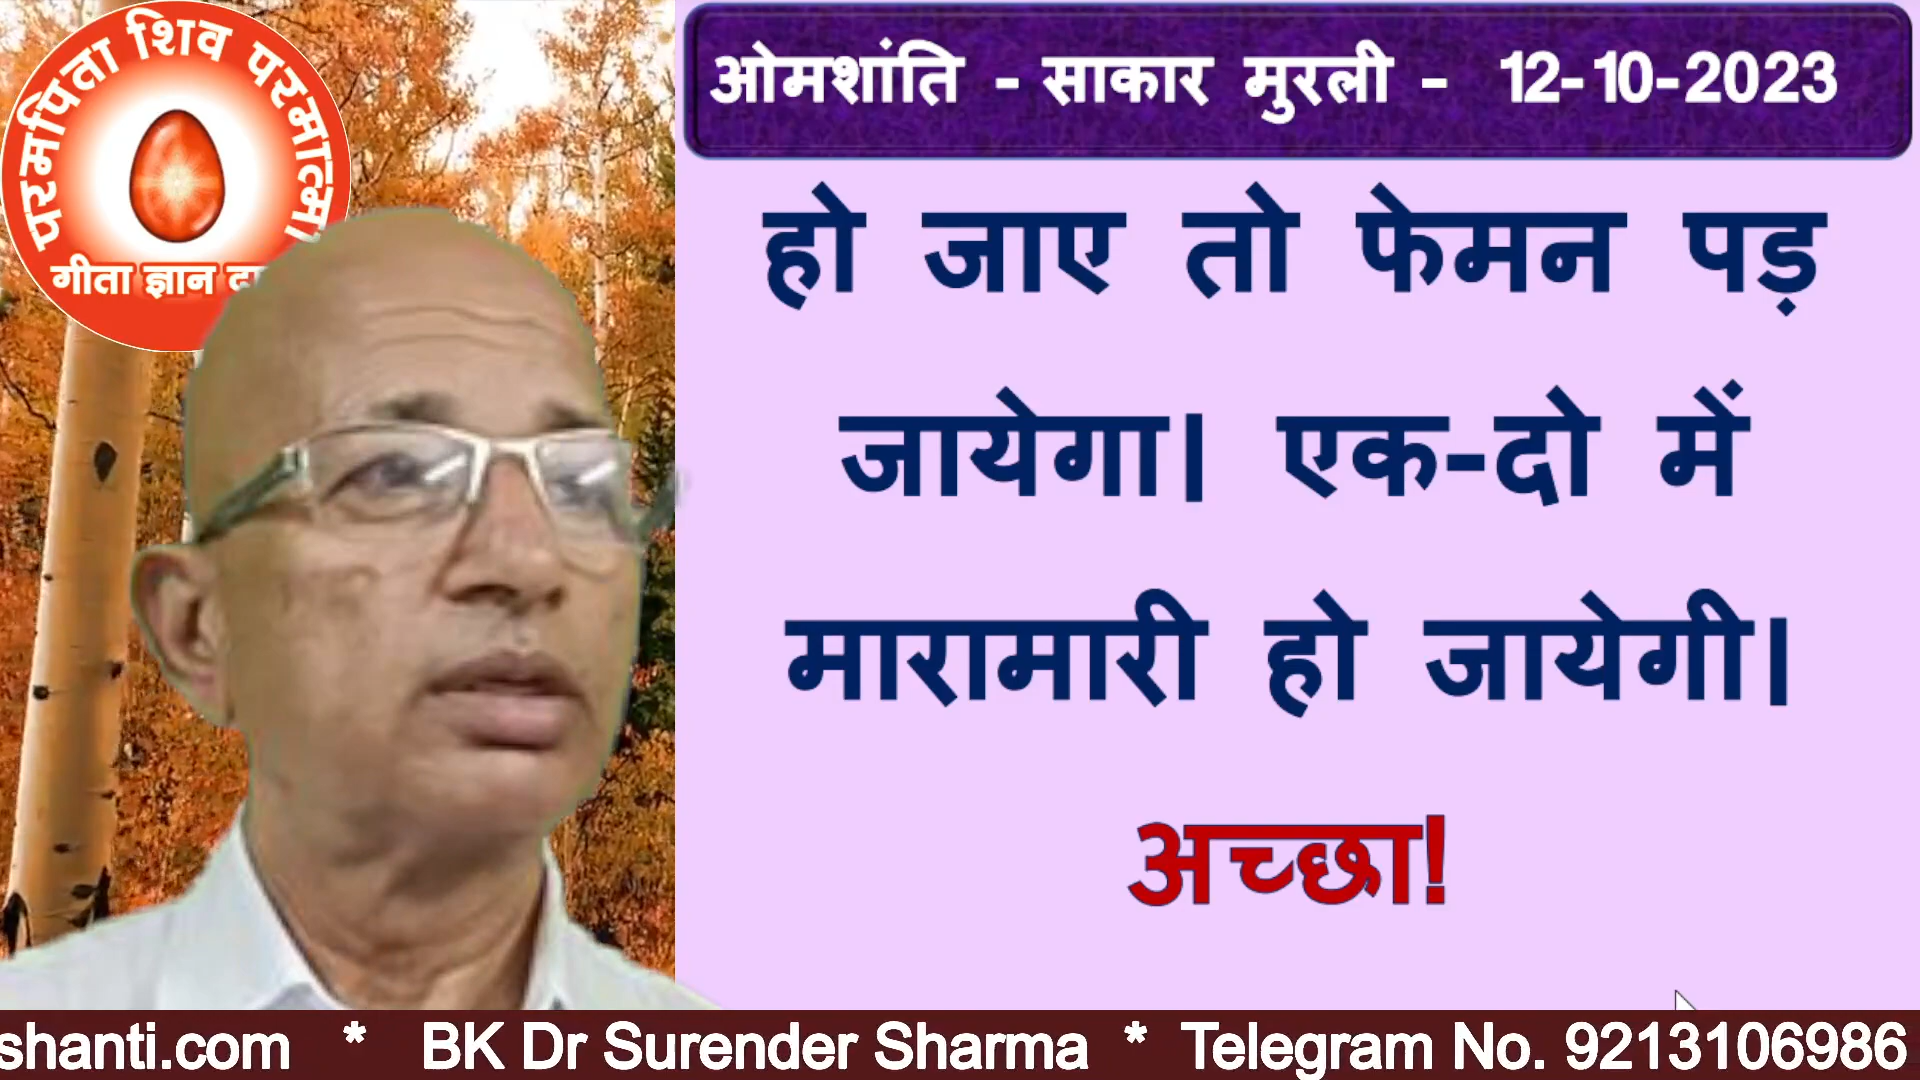 परमपिता शिव परमात्मा
गीता ज्ञान
ओमशांति - साकार मुरली - 12-10-2023
हो जाए तो फेमन पड़
जायेगा। एक-दो में
मारामारी हो जायेगी।
अच्छा!
shanti.com * BK Dr Surender Sharma * Telegram No. 9213106986